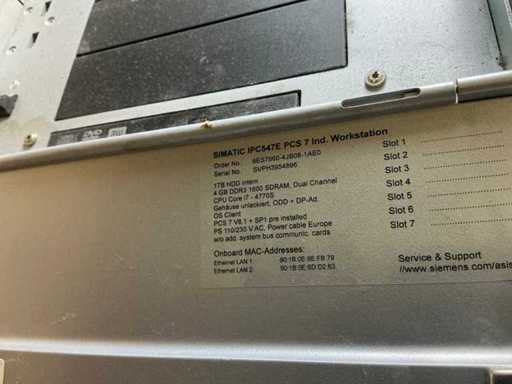 SIMATIC IPC547E PCS 7 Ind. Workstation
Order No. 6ES7660-4JB08-1AE0
Serial No. SVPH3934896
1TB HDD intern
4 GB DDR3 1600 SDRAM, Dual Channel
CPU Core i7 - 4770S
Gehäuse unlackiert, ODD + DP-Ad.
OS Client
PCS 7 V8.1 + SP1 pre installed
PS 110/230 V AC, Power cable Europe
w/o add. system bus communic. cards
Onboard MAC-Addresses:
Ethernet LAN 1
Ethernet LAN 2
Slot 1
Slot 2
Slot 3
Slot 4
Slot 5
Slot 6
Slot 7
Service & Support
//www.siemens.com/asis